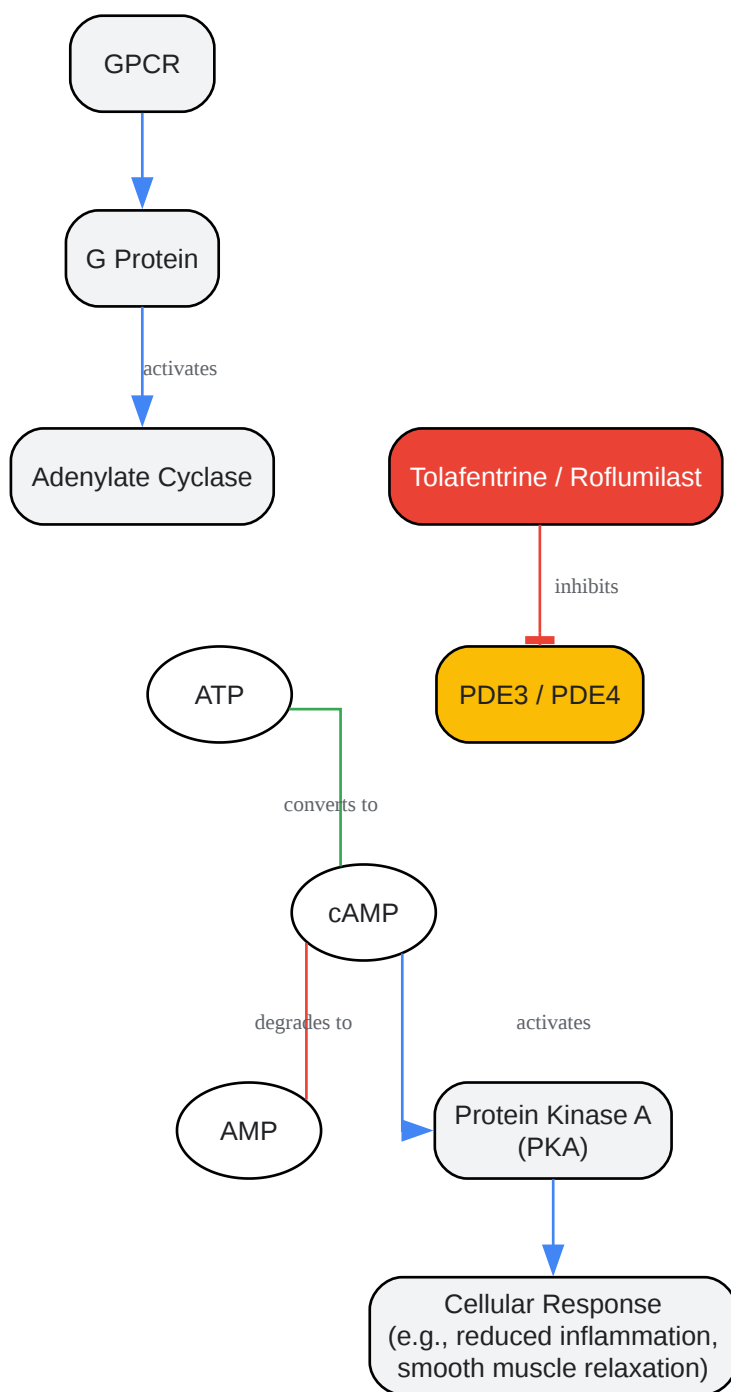 GPCR
G Protein
activates
Adenylate Cyclase
Tolafentrine / Roflumilast
inhibits
ATP
PDE3 / PDE4
converts to
cAMP
degrades to
activates
AMP
Protein Kinase A
(PKA)
Cellular Response
(e.g., reduced inflammation,
smooth muscle relaxation)